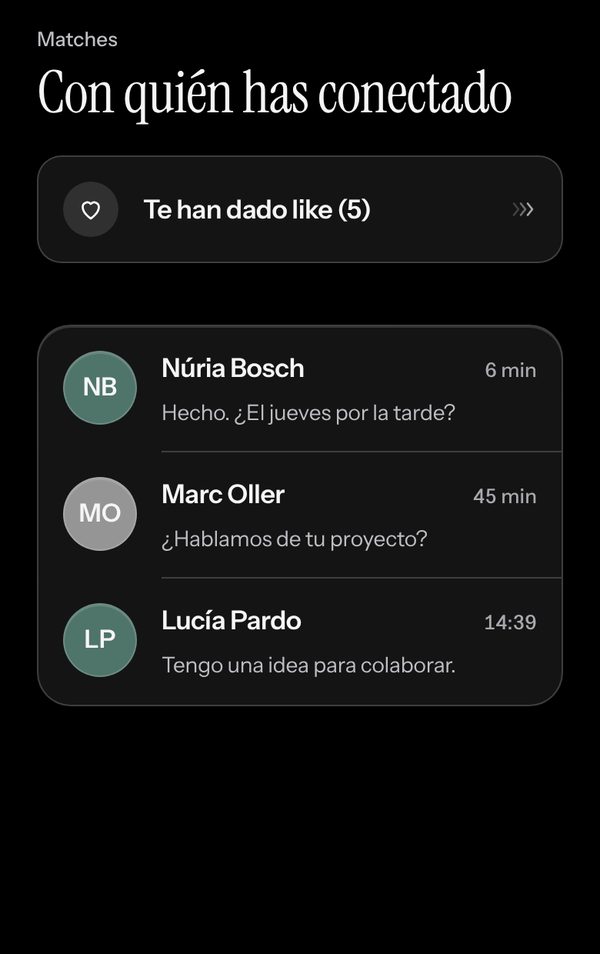 Matches
Con quién has conectado
Te han dado like (5)
NB
Núria Bosch
6 min
Hecho. ¿El jueves por la tarde?
MO
Marc Oller
45 min
¿Hablamos de tu proyecto?
LP
Lucía Pardo
14:39
Tengo una idea para colaborar.